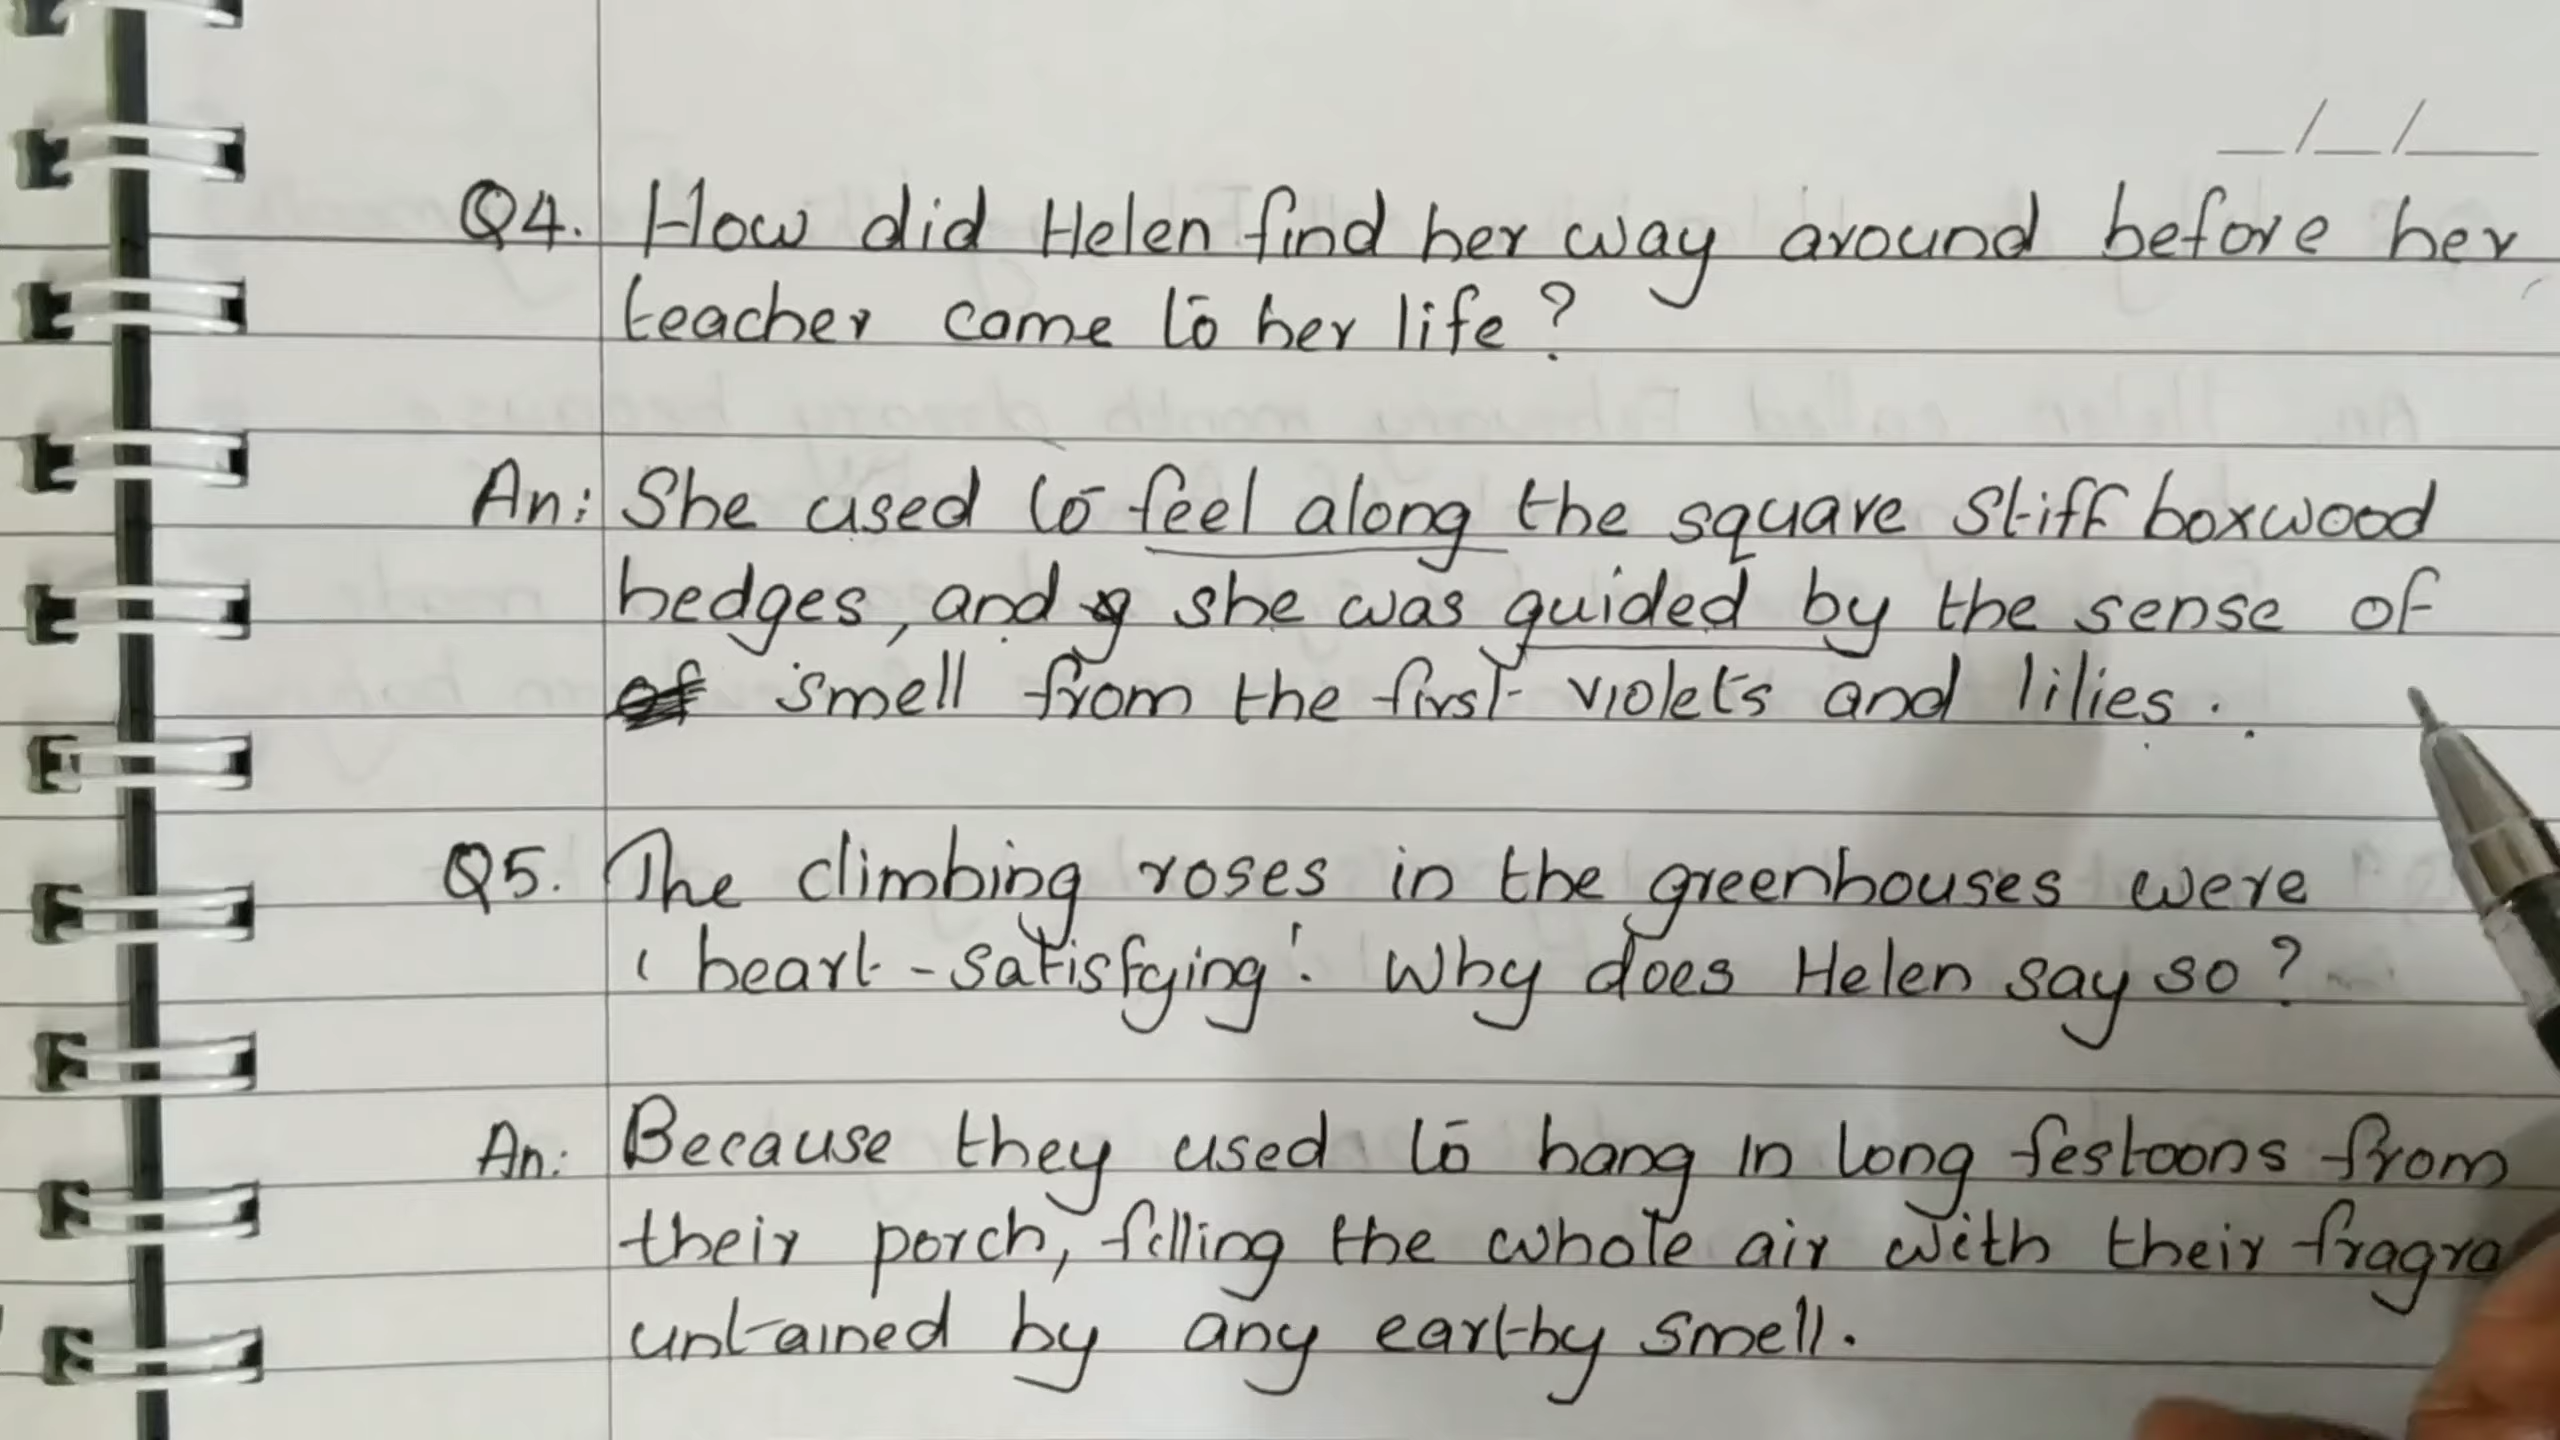 Q4. How did Helen find her way around before her
teacher came to her life?
An: She used to feel along the square stiff boxwood
hedges, and she was guided by the sense of
of smell from the first violets and lilies.
Q5. The climbing roses in the greenhouses were
'heart-satisfying'. Why does Helen say so?
An: Because they used to hang in long festoons from
their porch, filling the whole air with their fragra
untained by any earthy smell.